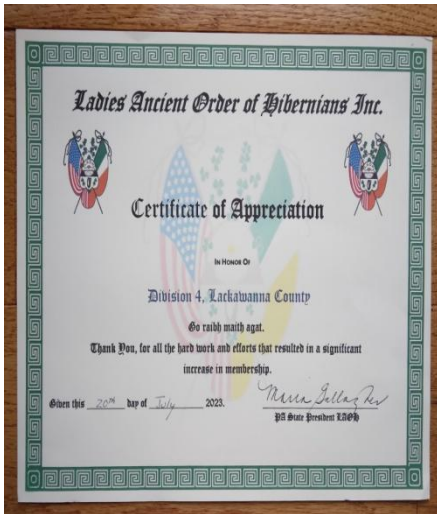 Ladies Ancient Order of Hibernians Inc.
Certificate of Appreciation
IN HONOR OF
Division 4, Lackawanna County
Go raibh maith agat.
Thank You, for all the hard work and efforts that resulted in a significant
increase in membership.
Given this 20th day of July 2023.
Maria Gallagher
PA State President LAOH